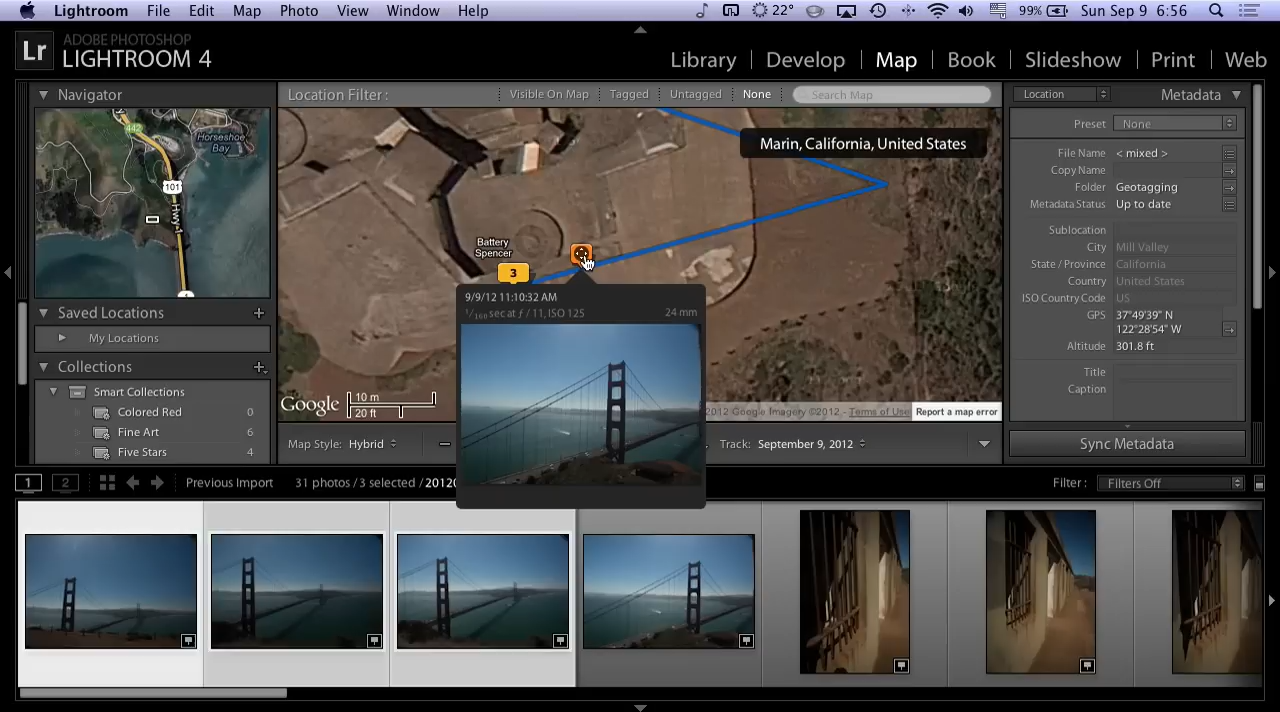 Lightroom File Edit Map Photo View Window Help 22° 99% Sun Sep 9 6:56
Lr ADOBE PHOTOSHOP
LIGHTROOM 4
Library Develop Map Book Slideshow Print Web
Navigator
442
Horseshoe Bay
101
Hwy 1
Saved Locations +
My Locations
Collections +
Smart Collections
Colored Red 0
Fine Art 6
Five Stars 4
Location Filter : Visible On Map Tagged Untagged None Search Map
Marin, California, United States
Battery
Spencer
3
9/9/12 11:10:32 AM
1/160 sec at ƒ / 11, ISO 125 24 mm
Google 10 m
20 ft
2012 Google Imagery ©2012 - Terms of Use Report a map error
Map Style: Hybrid Track: September 9, 2012
Location Metadata
Preset None
File Name < mixed >
Copy Name
Folder Geotagging
Metadata Status Up to date
Sublocation
City Mill Valley
State / Province California
Country United States
ISO Country Code US
GPS 37°49'39" N
122°28'54" W
Altitude 301.8 ft
Title
Caption
Sync Metadata
1 2 Previous Import 31 photos / 3 selected / 20120 Filter : Filters Off